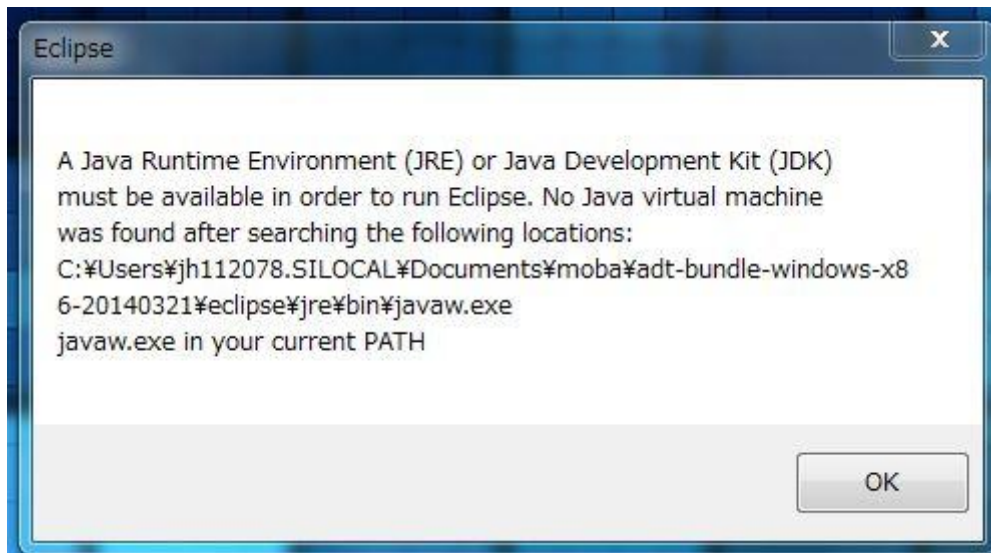 Eclipse
A Java Runtime Environment (JRE) or Java Development Kit (JDK)
must be available in order to run Eclipse. No Java virtual machine
was found after searching the following locations:
C:¥Users¥jh112078.SILOCAL¥Documents¥moba¥adt-bundle-windows-x8
6-20140321¥eclipse¥jre¥bin¥javaw.exe
javaw.exe in your current PATH
OK